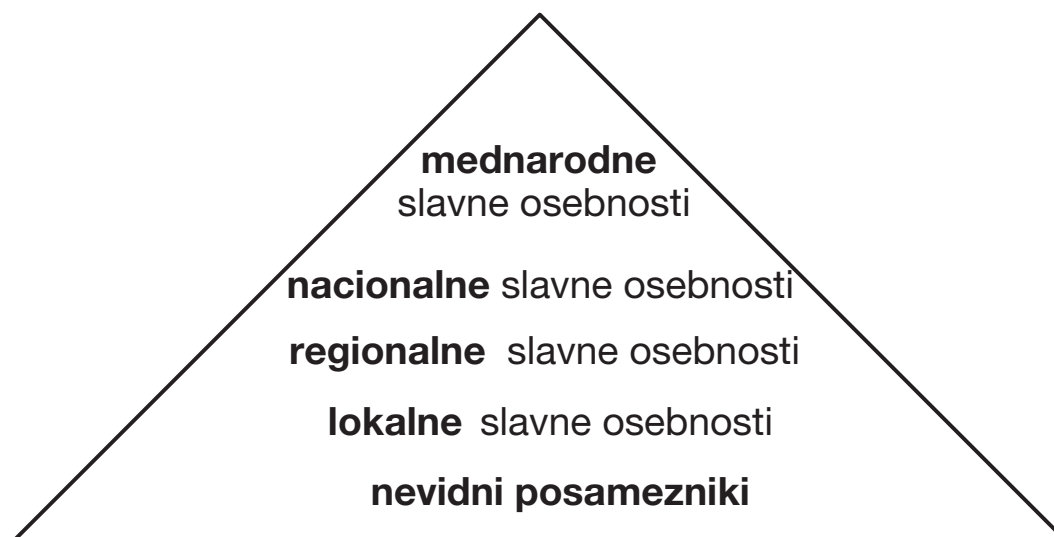 mednarodne
slavne osebnosti
nacionalne slavne osebnosti
regionalne slavne osebnosti
lokalne slavne osebnosti
nevidni posamezniki